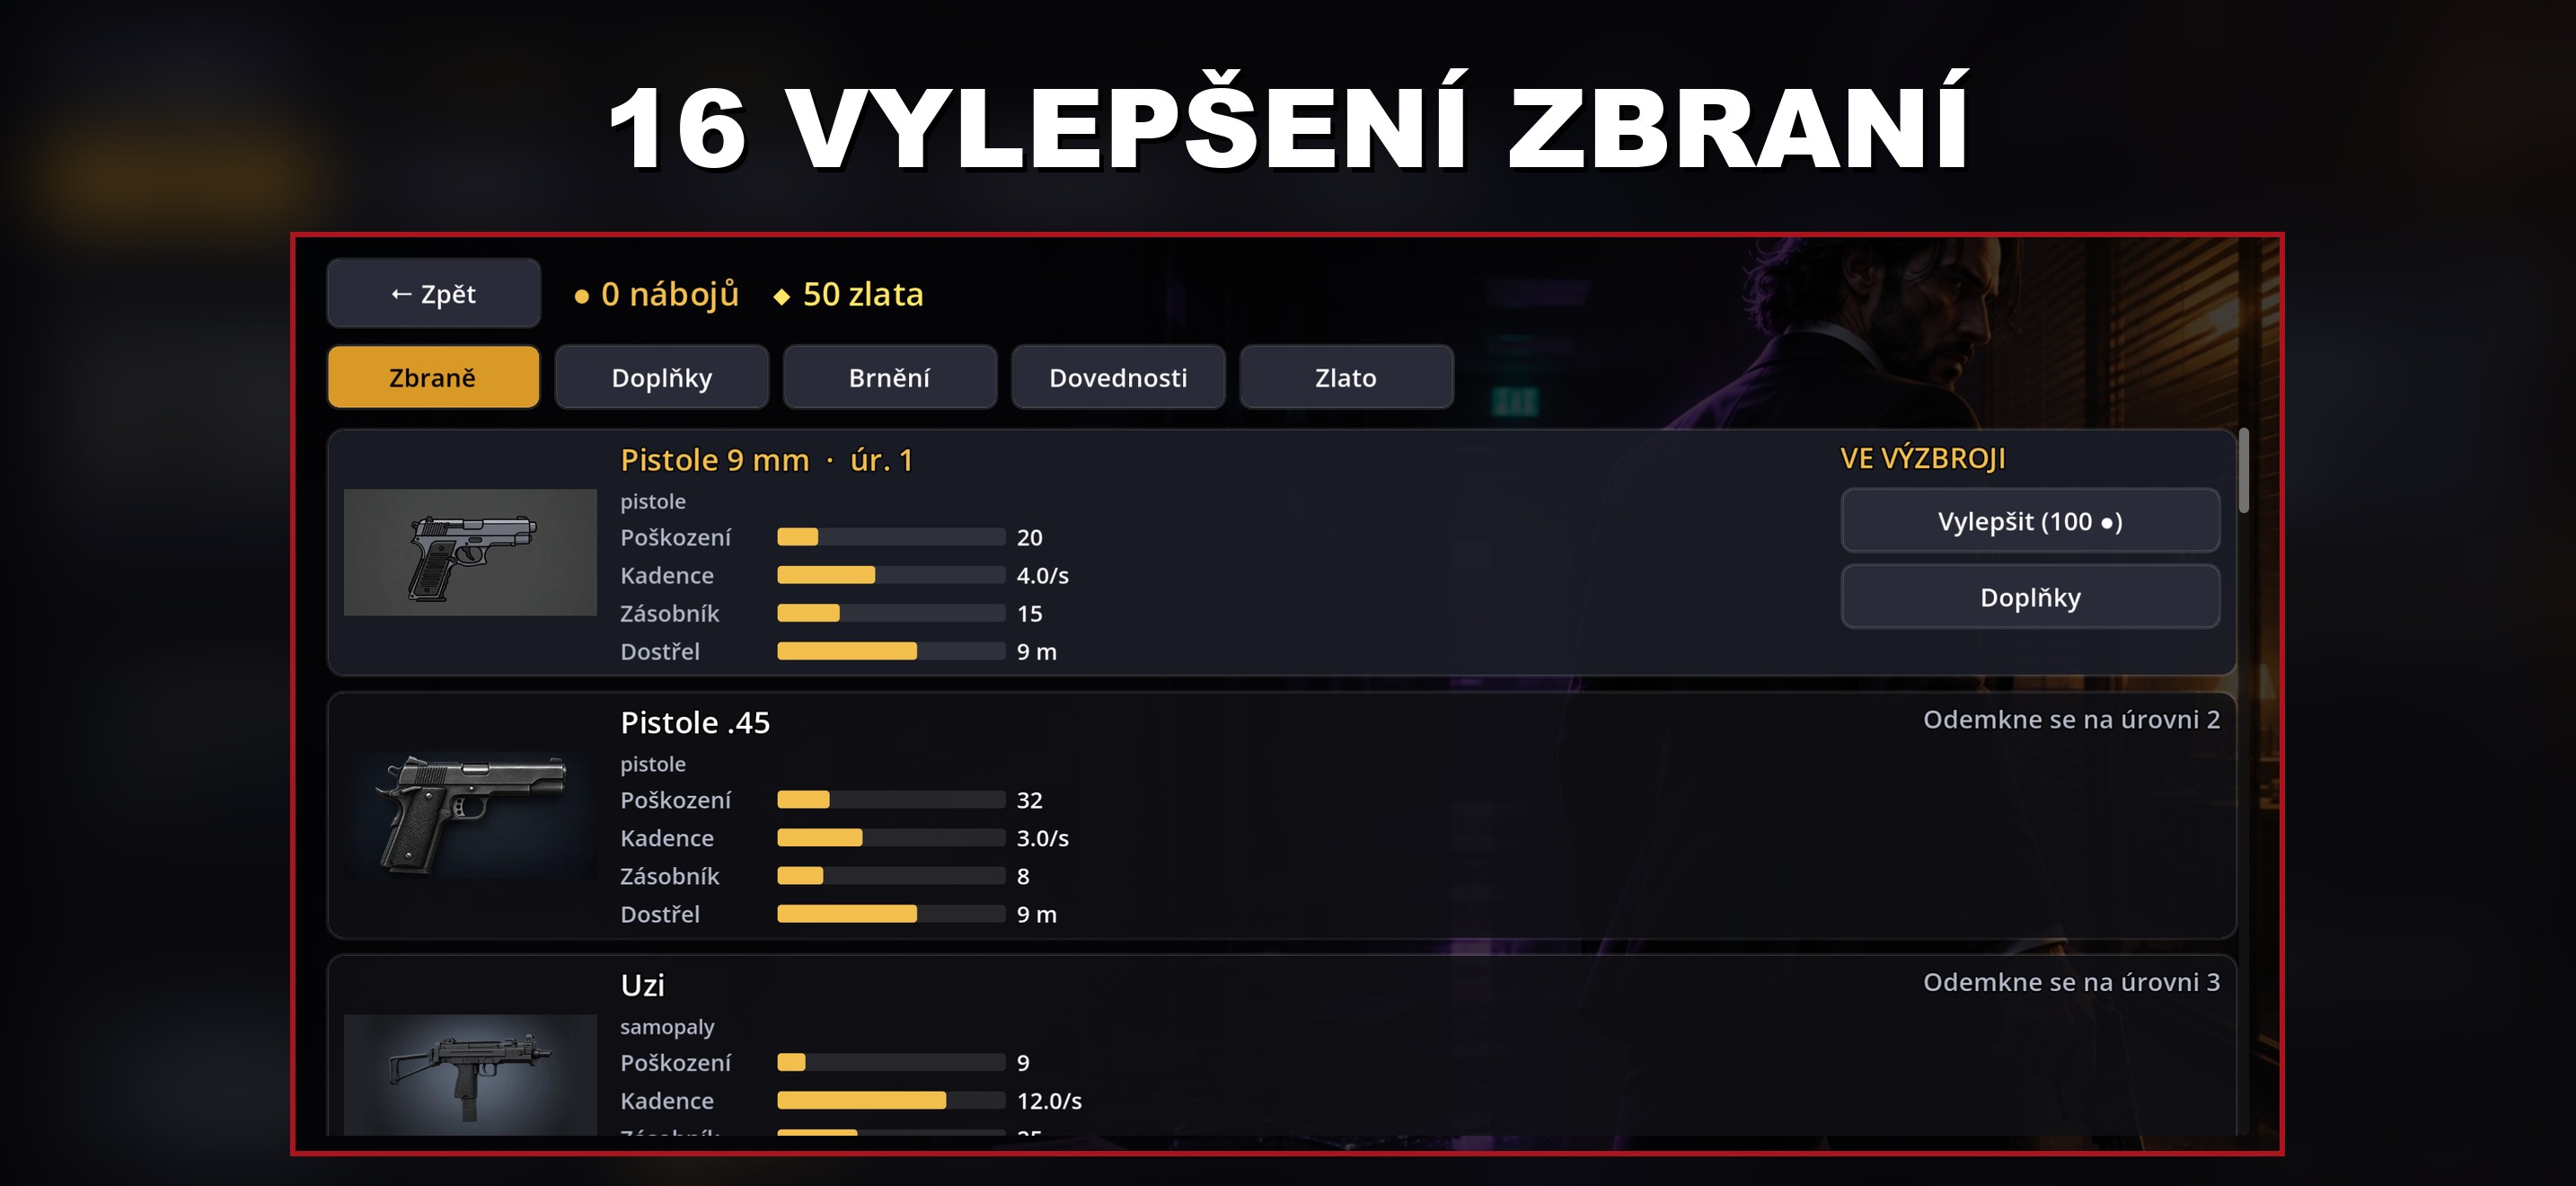 16 VYLEPŠENÍ ZBRANÍ
← Zpět
● 0 nábojů ◆ 50 zlata
Zbraně
Doplňky
Brnění
Dovednosti
Zlato
Pistole 9 mm · úr. 1
VE VÝZBROJI
pistole
Vylepšit (100 ●)
Poškození 20
Kadence 4.0/s
Doplňky
Zásobník 15
Dostřel 9 m
Pistole .45
Odemkne se na úrovni 2
pistole
Poškození 32
Kadence 3.0/s
Zásobník 8
Dostřel 9 m
Uzi
Odemkne se na úrovni 3
samopaly
Poškození 9
Kadence 12.0/s